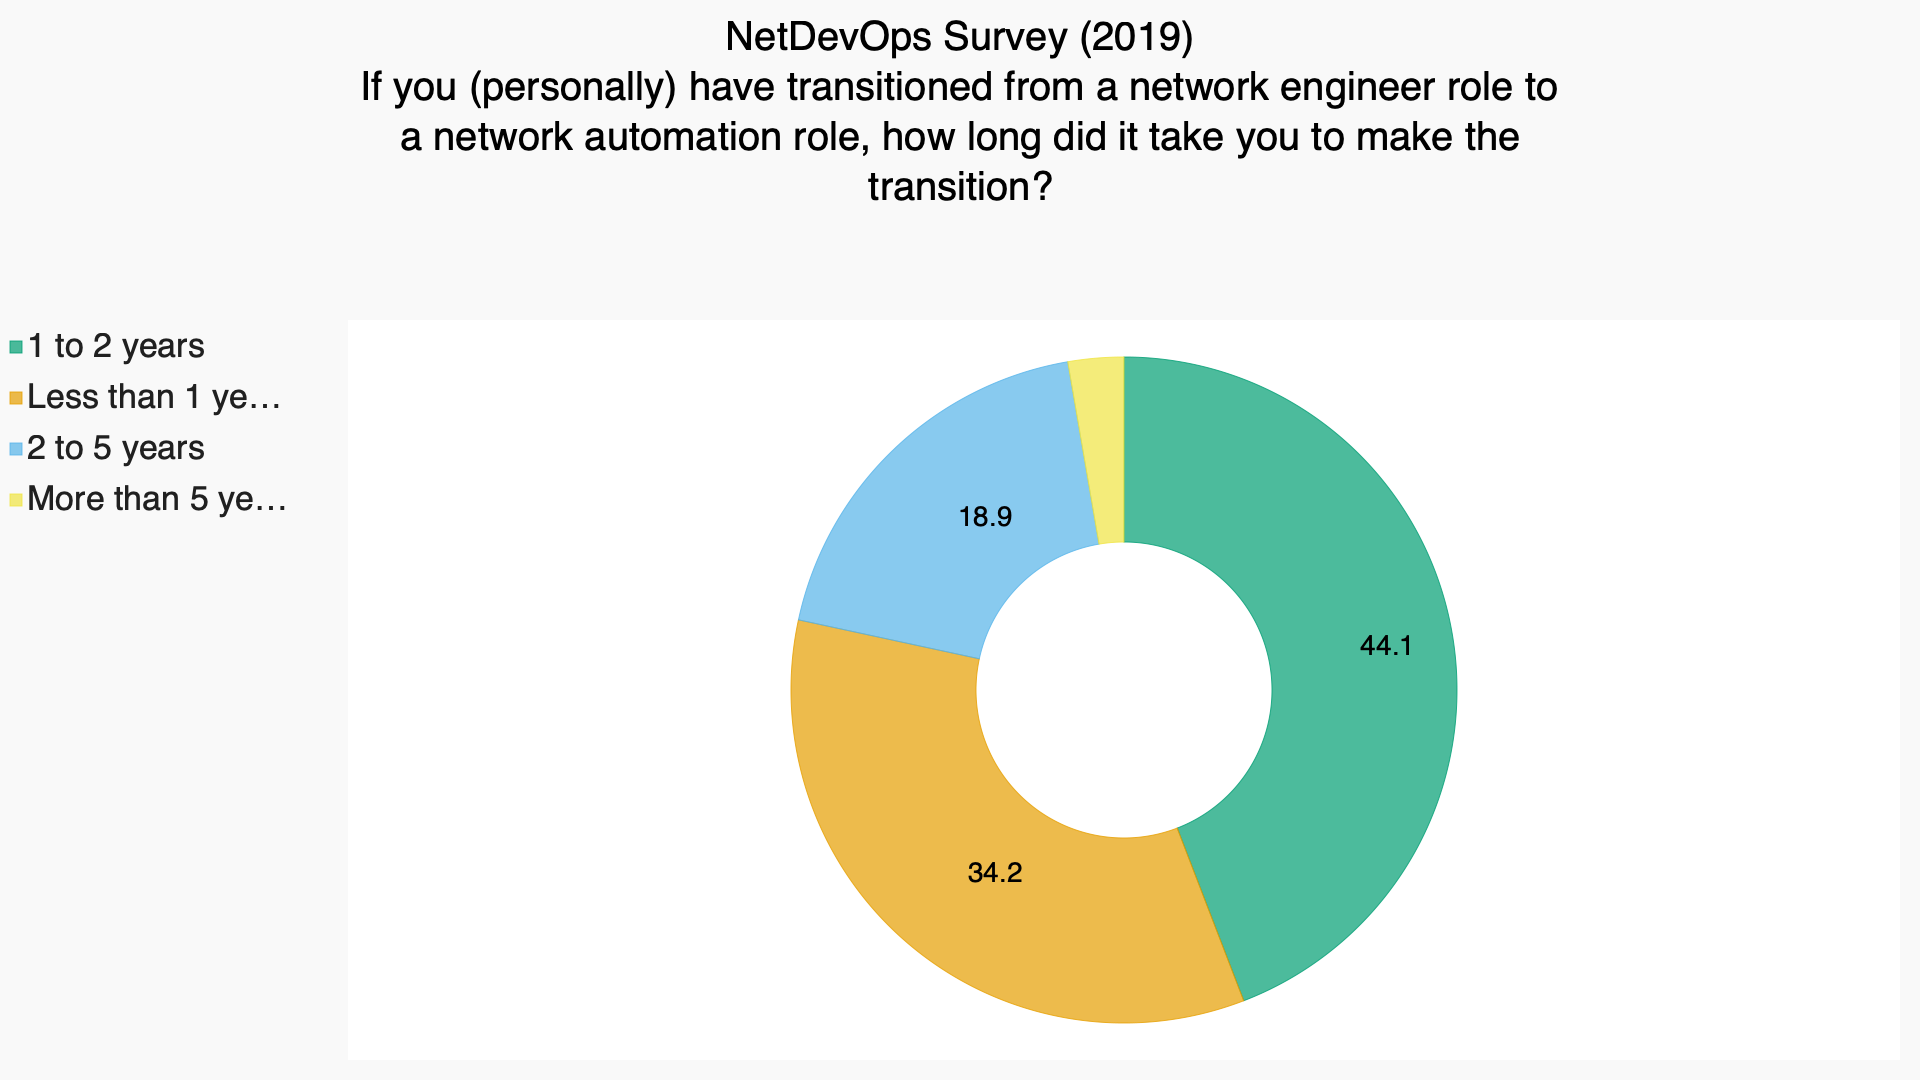 NetDevOps Survey (2019)
If you (personally) have transitioned from a network engineer role to
a network automation role, how long did it take you to make the
transition?
1 to 2 years
Less than 1 ye…
2 to 5 years
More than 5 ye…
18.9
44.1
34.2